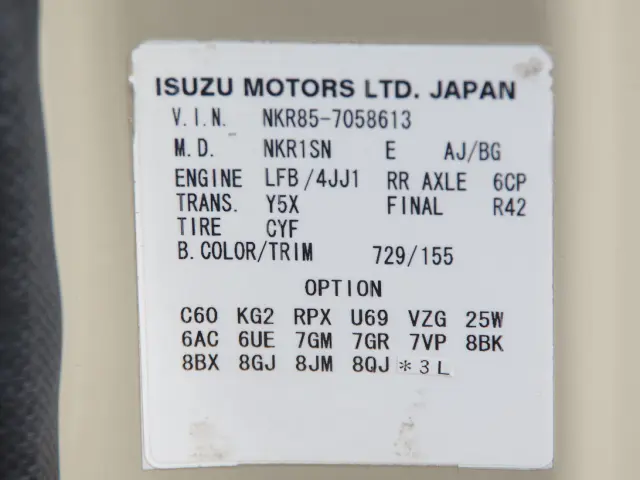 ISUZU MOTORS LTD. JAPAN
V.I.N. NKR85-7058613
M.D. NKR1SN E AJ/BG
ENGINE LFB/4JJ1 RR AXLE 6CP
TRANS. Y5X FINAL R42
TIRE CYF
B.COLOR/TRIM 729/155
OPTION
C60 KG2 RPX U69 VZG 25W
6AC 6UE 7GM 7GR 7VP 8BK
8BX 8GJ 8JM 8QJ *3L